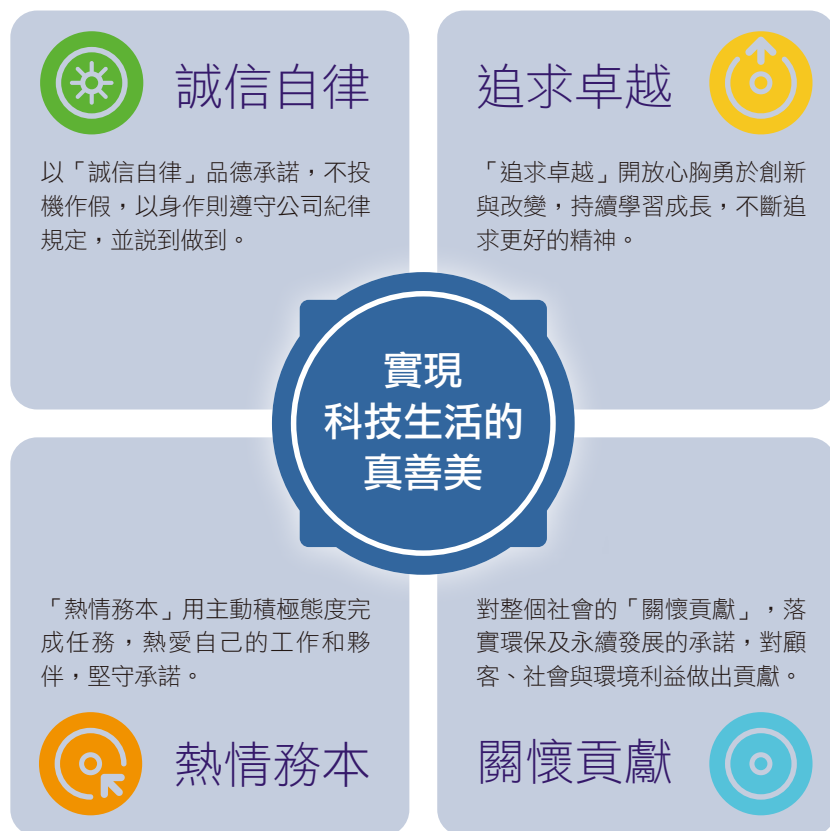 誠信自律
以「誠信自律」品德承諾，不投
機作假，以身作則遵守公司紀律
規定，並説到做到。
追求卓越
「追求卓越」開放心胸勇於創新
與改變，持續學習成長，不斷追
求更好的精神。
實現
科技生活的
真善美
「熱情務本」用主動積極態度完
成任務，熱愛自己的工作和夥
伴，堅守承諾。
熱情務本
對整個社會的「關懷貢獻」，落
實環保及永續發展的承諾，對顧
客、社會與環境利益做出貢獻。
關懷貢獻